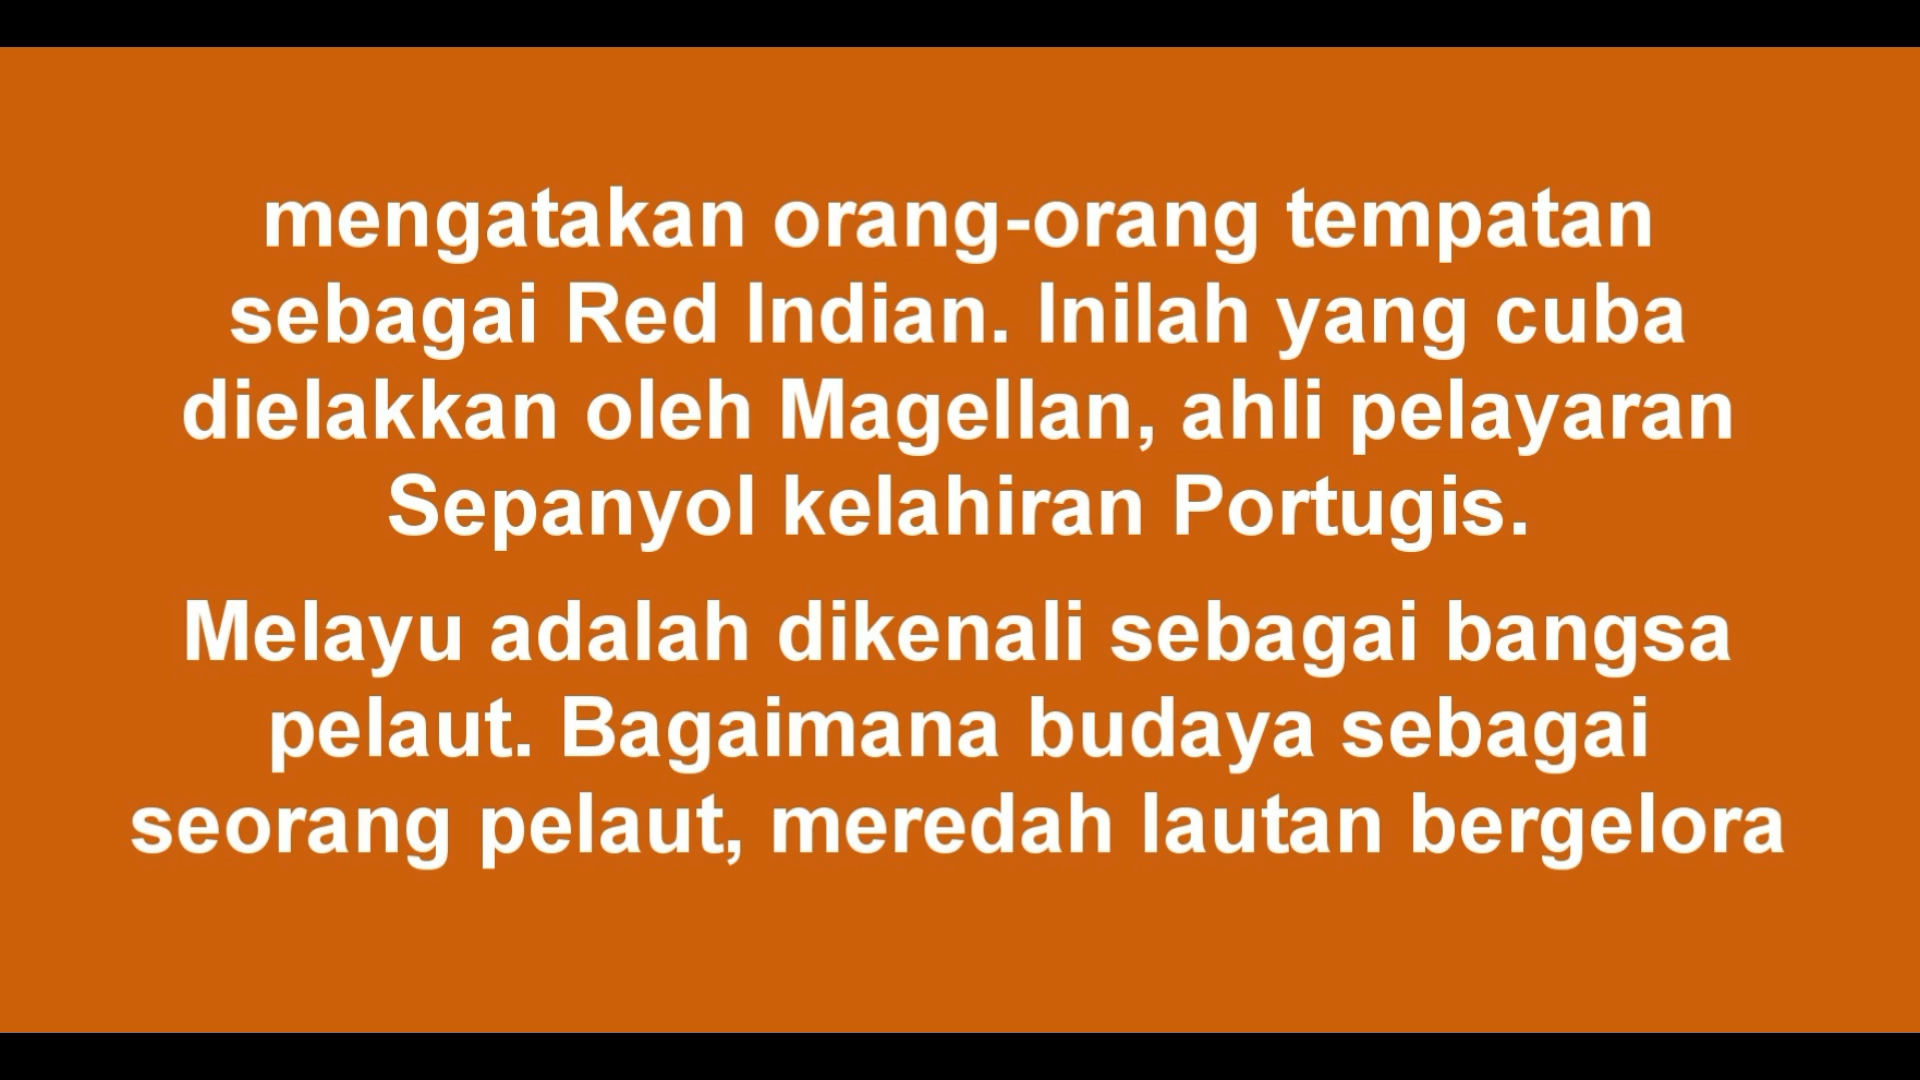 mengatakan orang-orang tempatan
sebagai Red Indian. Inilah yang cuba
dielakkan oleh Magellan, ahli pelayaran
Sepanyol kelahiran Portugis.
Melayu adalah dikenali sebagai bangsa
pelaut. Bagaimana budaya sebagai
seorang pelaut, meredah lautan bergelora